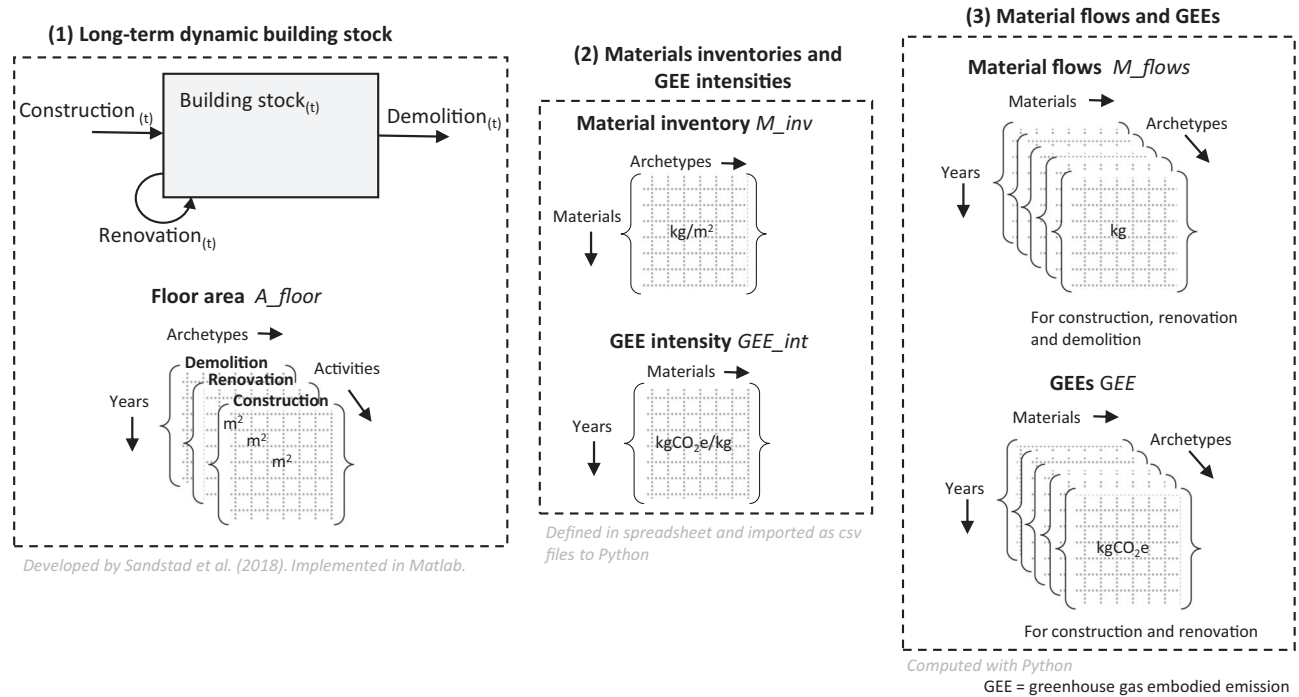 (1) Long-term dynamic building stock
Construction (t)
Building stock(t)
Demolition(t)
Renovation(t)
Floor area A_floor
Archetypes
Demolition
Renovation
Construction
Activities
Years
m²
m²
m²
Developed by Sandstad et al. (2018). Implemented in Matlab.
(2) Materials inventories and
GEE intensities
Material inventory M_inv
Archetypes
Materials
kg/m²
GEE intensity GEE_int
Materials
Years
kgCO₂e/kg
Defined in spreadsheet and imported as csv
files to Python
(3) Material flows and GEEs
Material flows M_flows
Materials
Archetypes
Years
kg
For construction, renovation
and demolition
GEEs GEE
Materials
Archetypes
Years
kgCO₂e
For construction and renovation
Computed with Python
GEE = greenhouse gas embodied emission